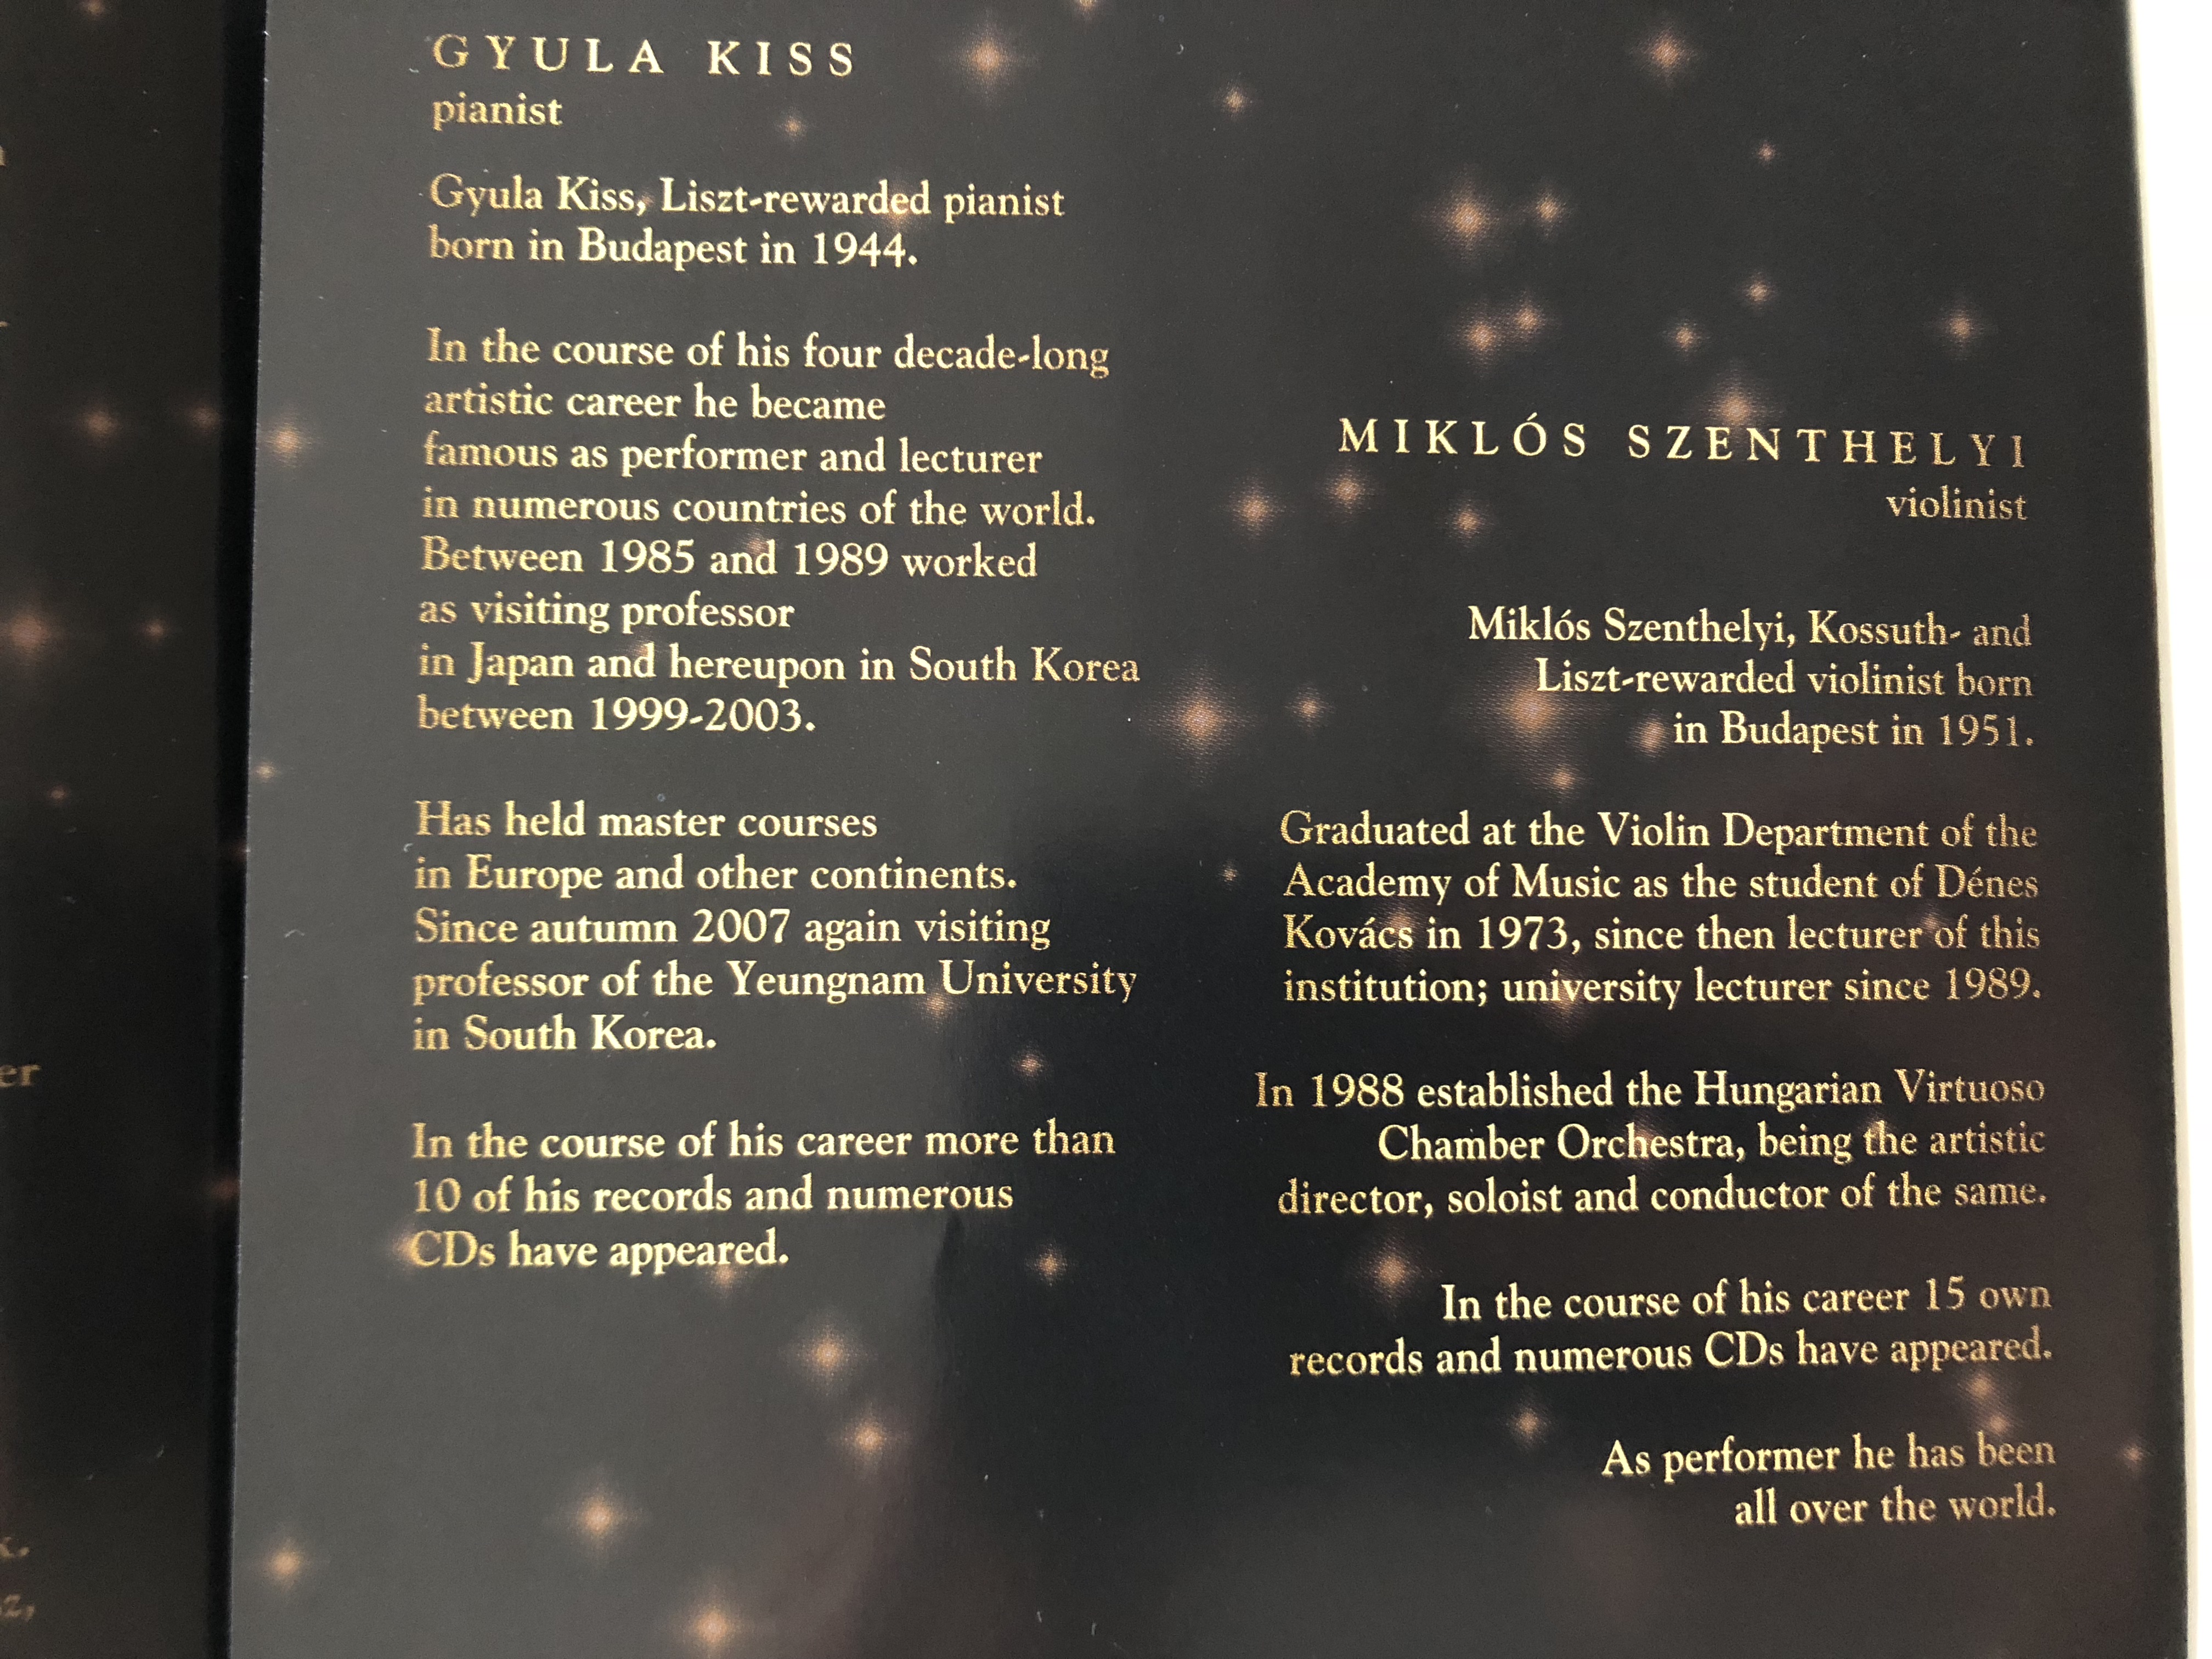 GYULA KISS
pianist
Gyula Kiss, Liszt-rewarded pianist
born in Budapest in 1944.
In the course of his four decade-long
artistic career he became
famous as performer and lecturer
in numerous countries of the world.
Between 1985 and 1989 worked
as visiting professor
in Japan and hereupon in South Korea
between 1999-2003.
Has held master courses
in Europe and other continents.
Since autumn 2007 again visiting
professor of the Yeungnam University
in South Korea.
In the course of his career more than
10 of his records and numerous
CDs have appeared.
MIKLÓS SZENTHELYI
violinist
Miklós Szenthelyi, Kossuth- and
Liszt-rewarded violinist born
in Budapest in 1951.
Graduated at the Violin Department of the
Academy of Music as the student of Dénes
Kovács in 1973, since then lecturer of this
institution; university lecturer since 1989.
In 1988 established the Hungarian Virtuoso
Chamber Orchestra, being the artistic
director, soloist and conductor of the same.
In the course of his career 15 own
records and numerous CDs have appeared.
As performer he has been
all over the world.